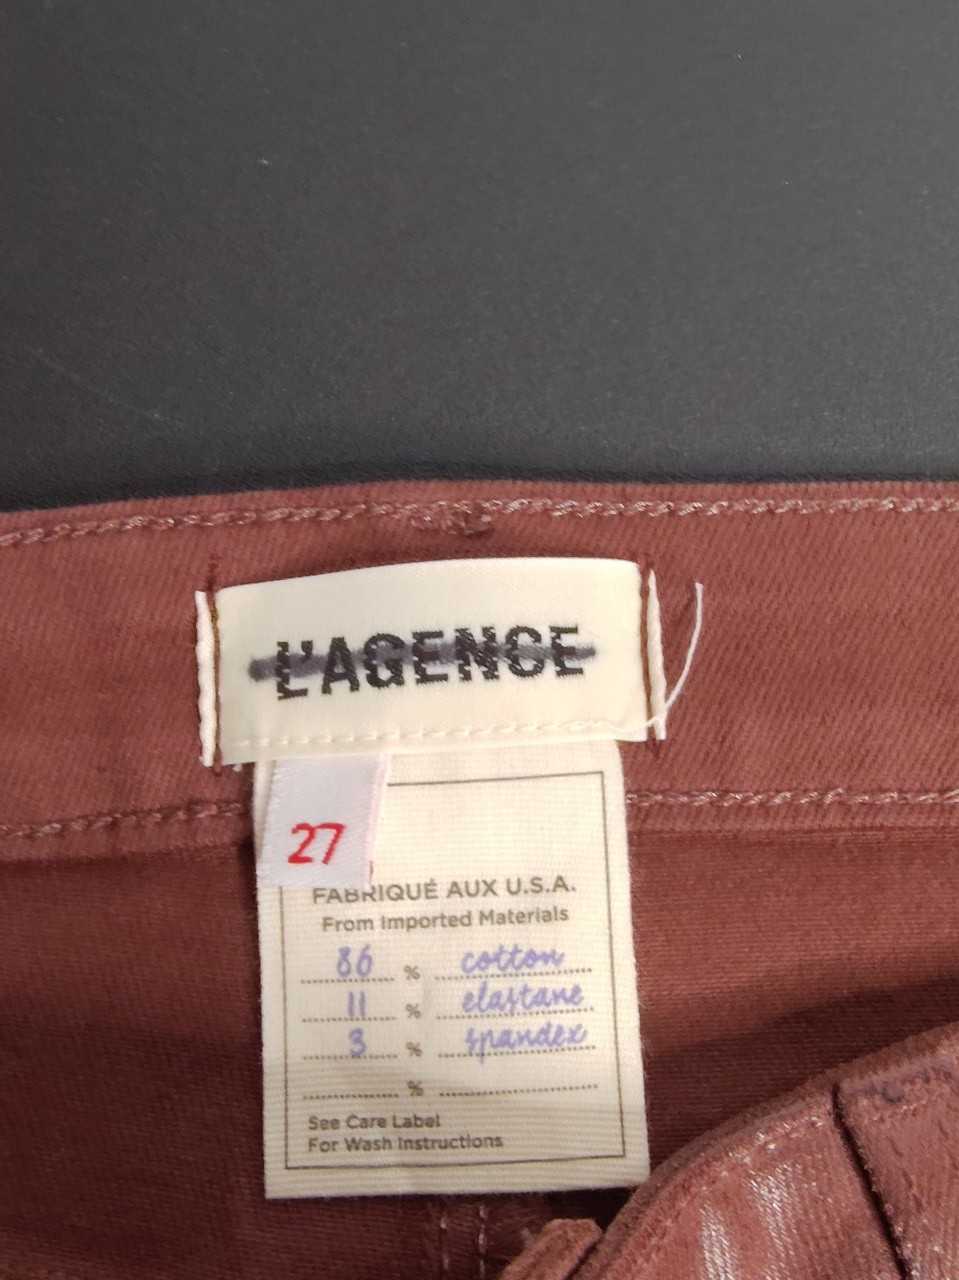 L'AGENCE
27
FABRIQUÉ AUX U.S.A.
From Imported Materials
86 % cotton
11 % elastane
3 % spandex
%
See Care Label
For Wash Instructions